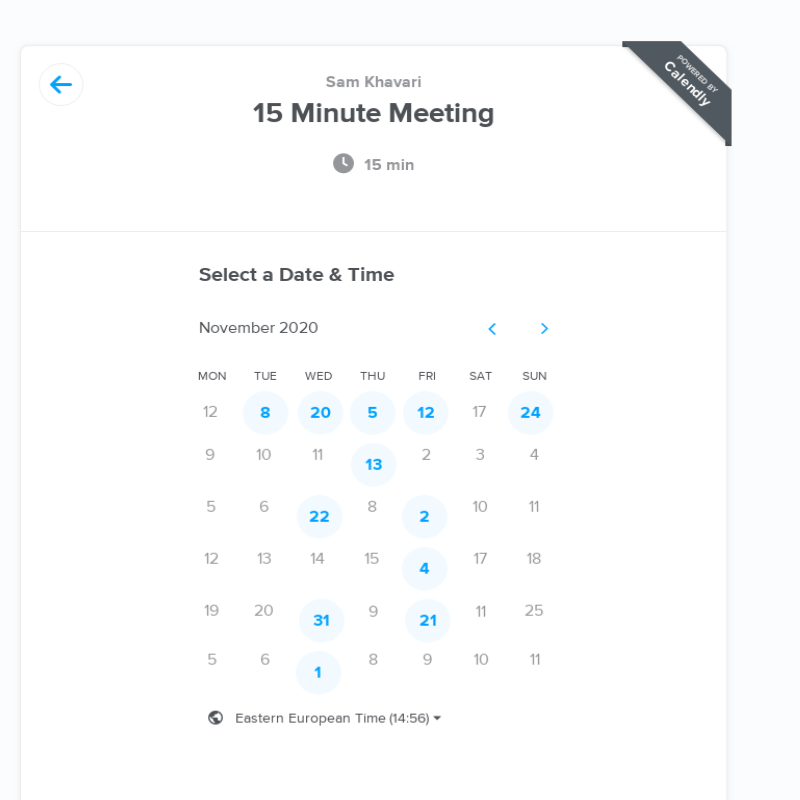 POWERED BY
Calendly
Sam Khavari
15 Minute Meeting
15 min
Select a Date & Time
November 2020
MON TUE WED THU FRI SAT SUN
12 8 20 5 12 17 24
9 10 11 13 2 3 4
5 6 22 8 2 10 11
12 13 14 15 4 17 18
19 20 31 9 21 11 25
5 6 1 8 9 10 11
Eastern European Time (14:56)